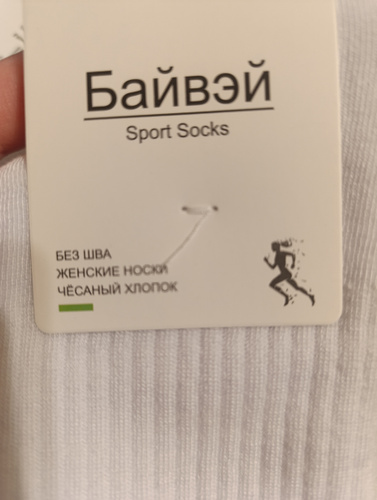 Байвэй
Sport Socks
БЕЗ ШВА
ЖЕНСКИЕ НОСКИ
ЧЁСАНЫЙ ХЛОПОК